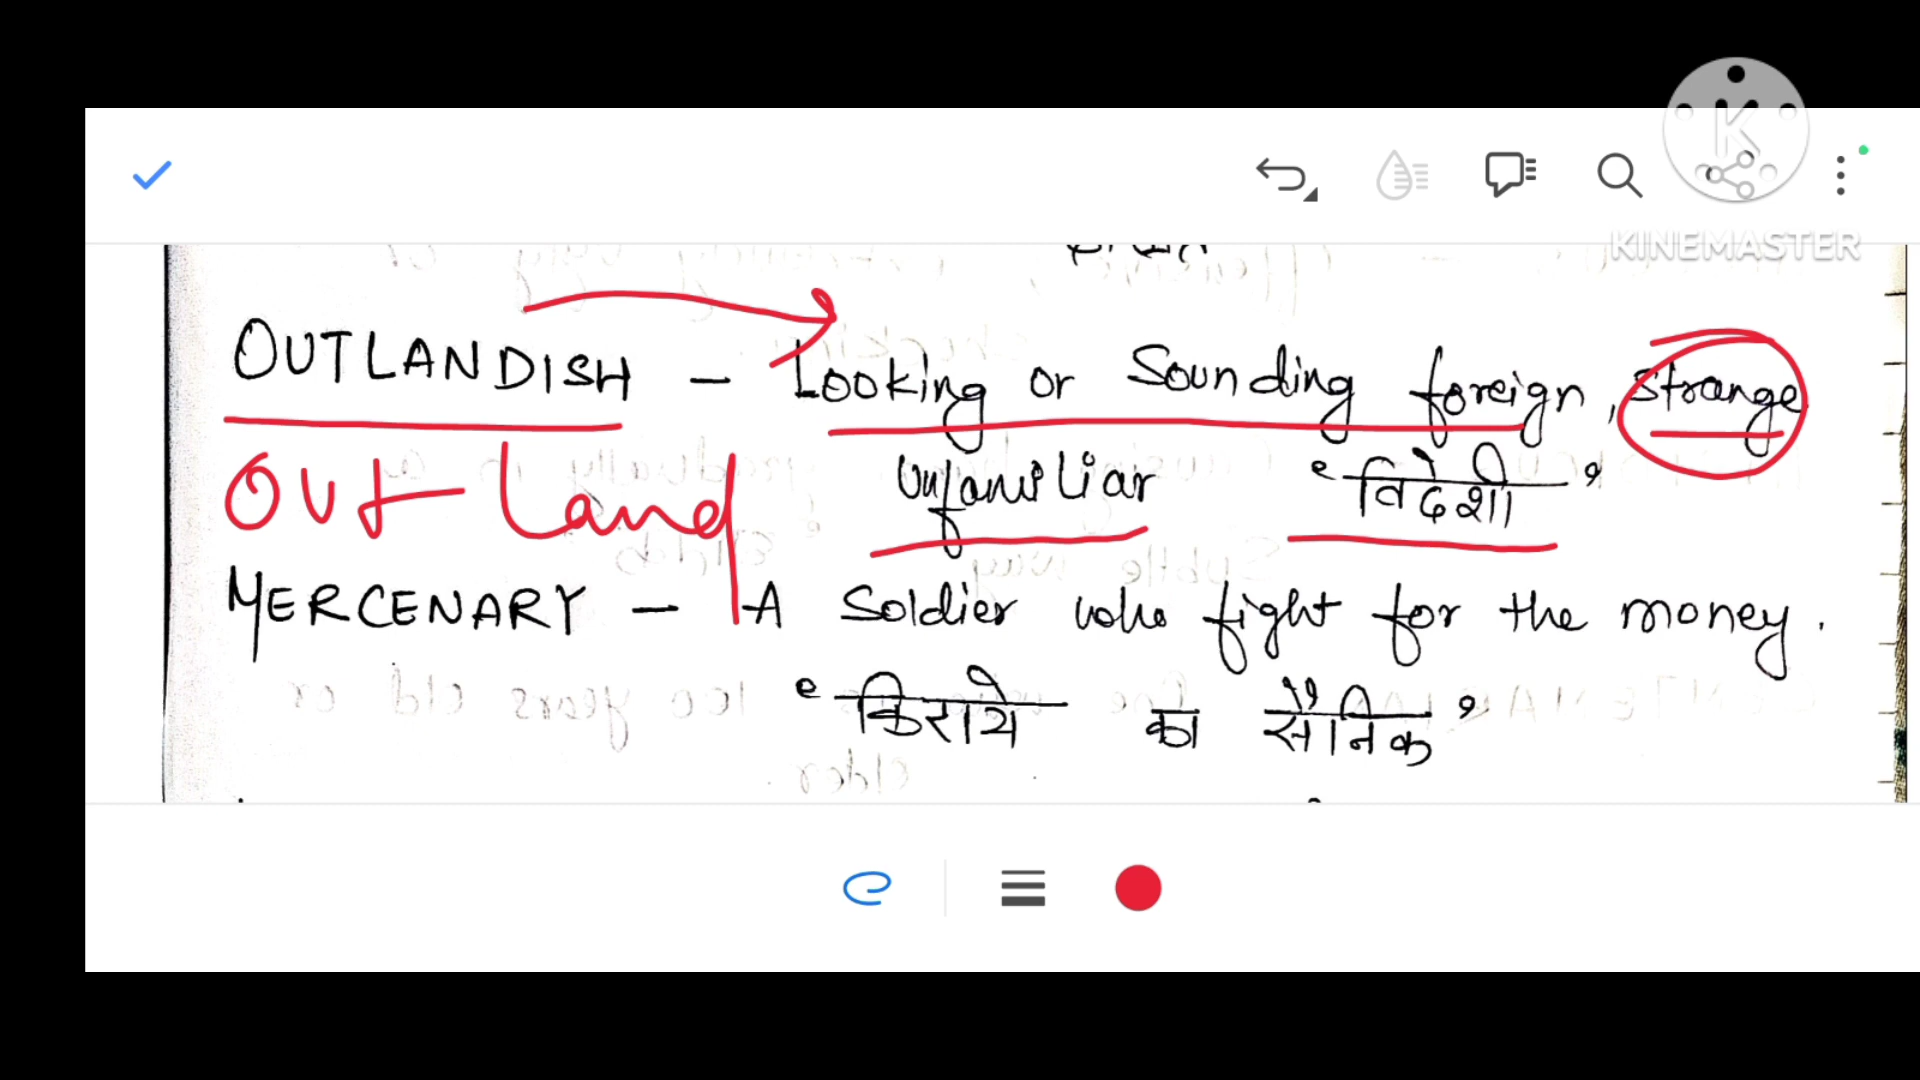 KINEMASTER
OUTLANDISH - Looking or Sounding foreign, strange
Out Land
unfamiliar 'विदेशी'
MERCENARY - A Soldier who fight for the money.
'किराये का सैनिक'